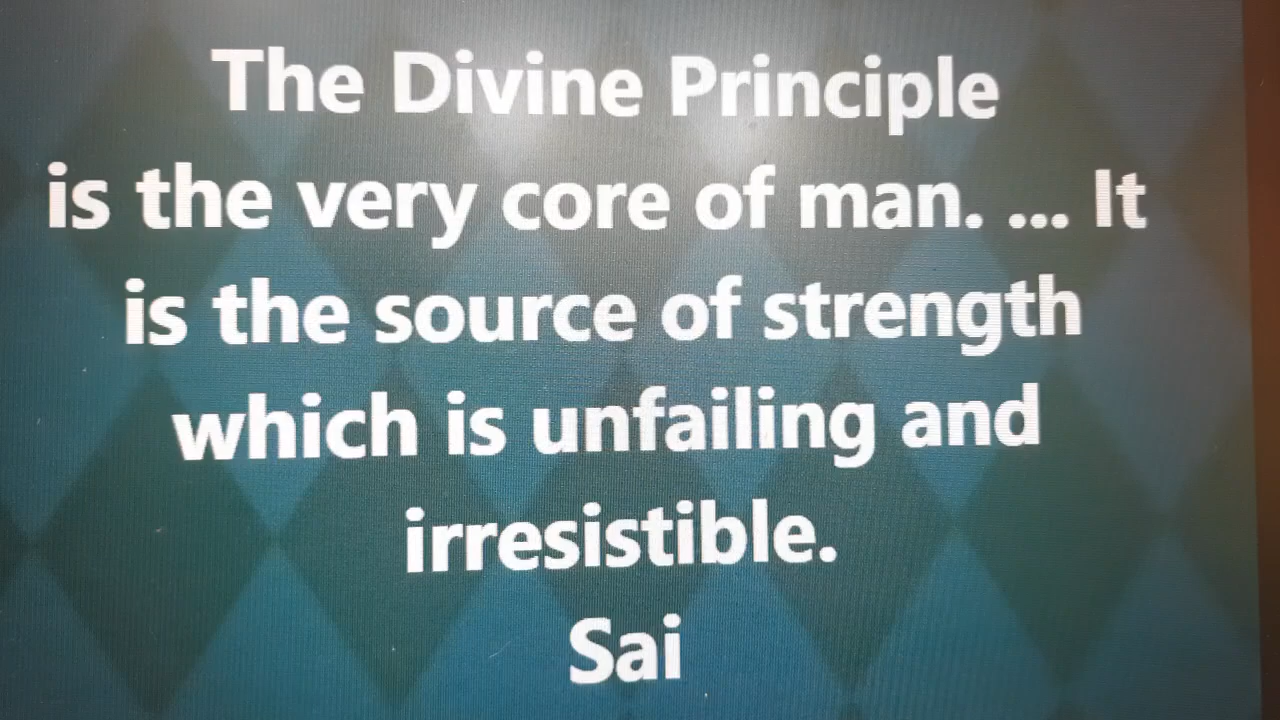 The Divine Principle
is the very core of man. ... It
is the source of strength
which is unfailing and
irresistible.
Sai